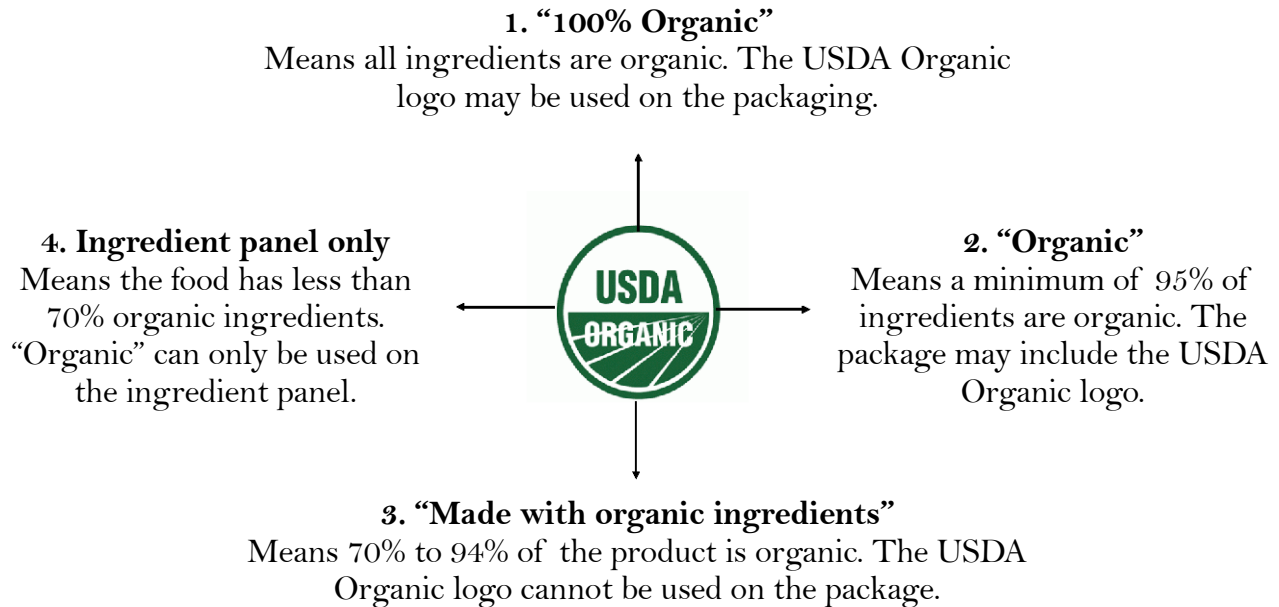 1. “100% Organic”
Means all ingredients are organic. The USDA Organic
logo may be used on the packaging.
4. Ingredient panel only
Means the food has less than
70% organic ingredients.
“Organic” can only be used on
the ingredient panel.
USDA
ORGANIC
2. “Organic”
Means a minimum of 95% of
ingredients are organic. The
package may include the USDA
Organic logo.
3. “Made with organic ingredients”
Means 70% to 94% of the product is organic. The USDA
Organic logo cannot be used on the package.